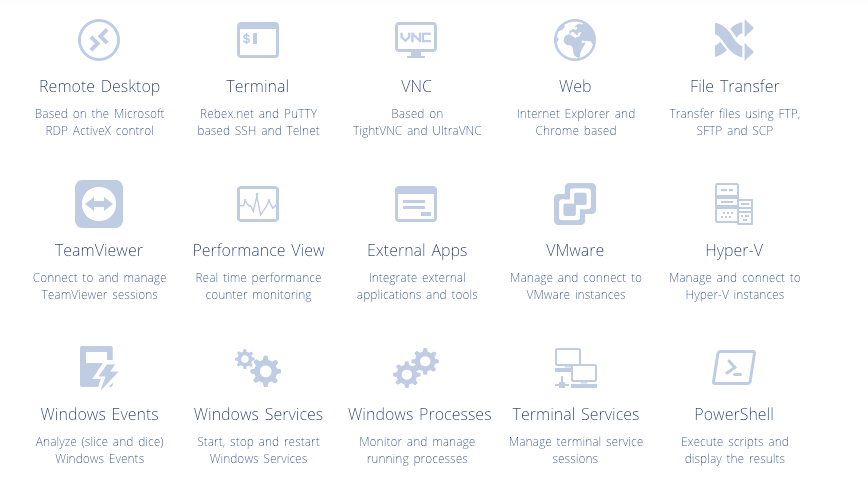 VNC
Remote Desktop
Terminal
VNC
Web
File Transfer
Based on the Microsoft
RDP ActiveX control
Rebex.net and PuTTY
based SSH and Telnet
Based on
TightVNC and UltraVNC
Internet Explorer and
Chrome based
Transfer files using FTP,
SFTP and SCP
TeamViewer
Performance View
External Apps
VMware
Hyper-V
Connect to and manage
TeamViewer sessions
Real time performance
counter monitoring
Integrate external
applications and tools
Manage and connect to
VMware instances
Manage and connect to
Hyper-V instances
Windows Events
Windows Services
Windows Processes
Terminal Services
PowerShell
Analyze (slice and dice)
Windows Events
Start, stop and restart
Windows Services
Monitor and manage
running processes
Manage terminal service
sessions
Execute scripts and
display the results